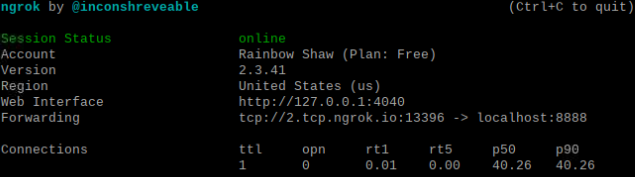 ngrok by @inconshreveable (Ctrl+C to quit)
Session Status online
Account Rainbow Shaw (Plan: Free)
Version 2.3.41
Region United States (us)
Web Interface http://127.0.0.1:4040
Forwarding tcp://2.tcp.ngrok.io:13396 -> localhost:8888
Connections ttl opn rt1 rt5 p50 p90
1 0 0.01 0.00 40.26 40.26